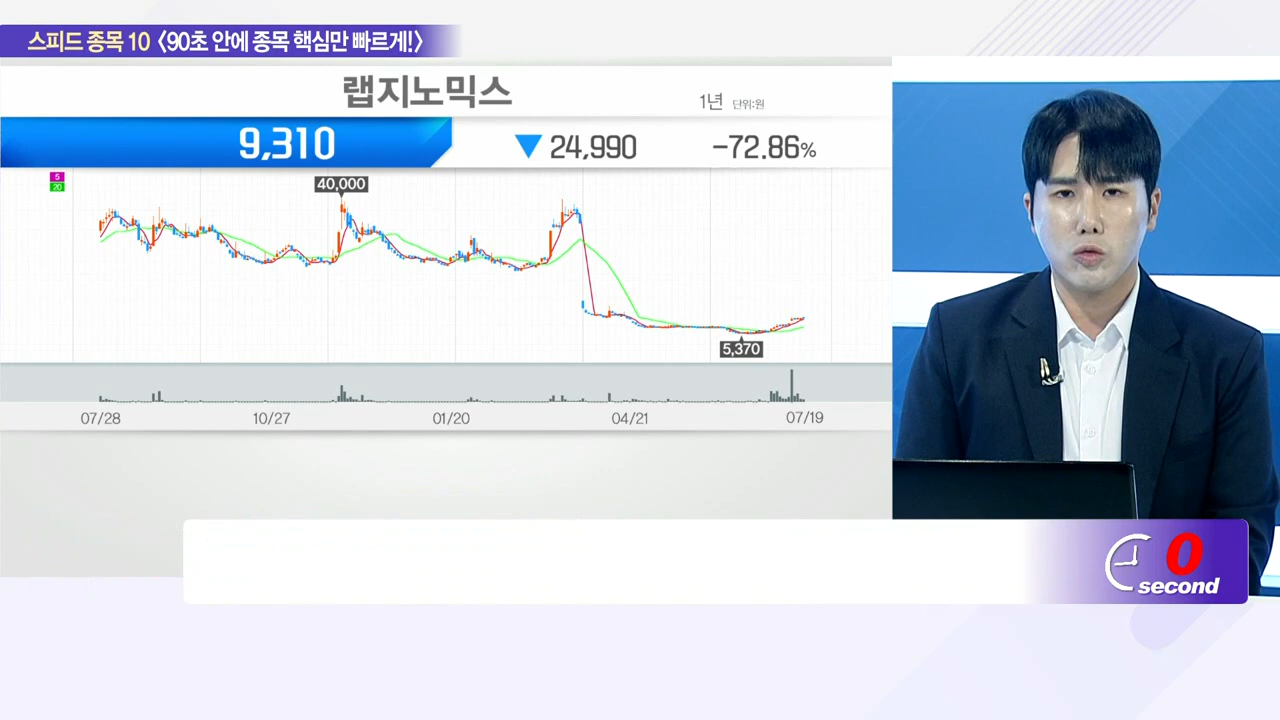 스피드 종목 10 〈90초 안에 종목 핵심만 빠르게!〉
랩지노믹스
1년 단위:원
9,310 ▼ 24,990 -72.86%
5
20
40,000
5,370
07/28 10/27 01/20 04/21 07/19
0
second